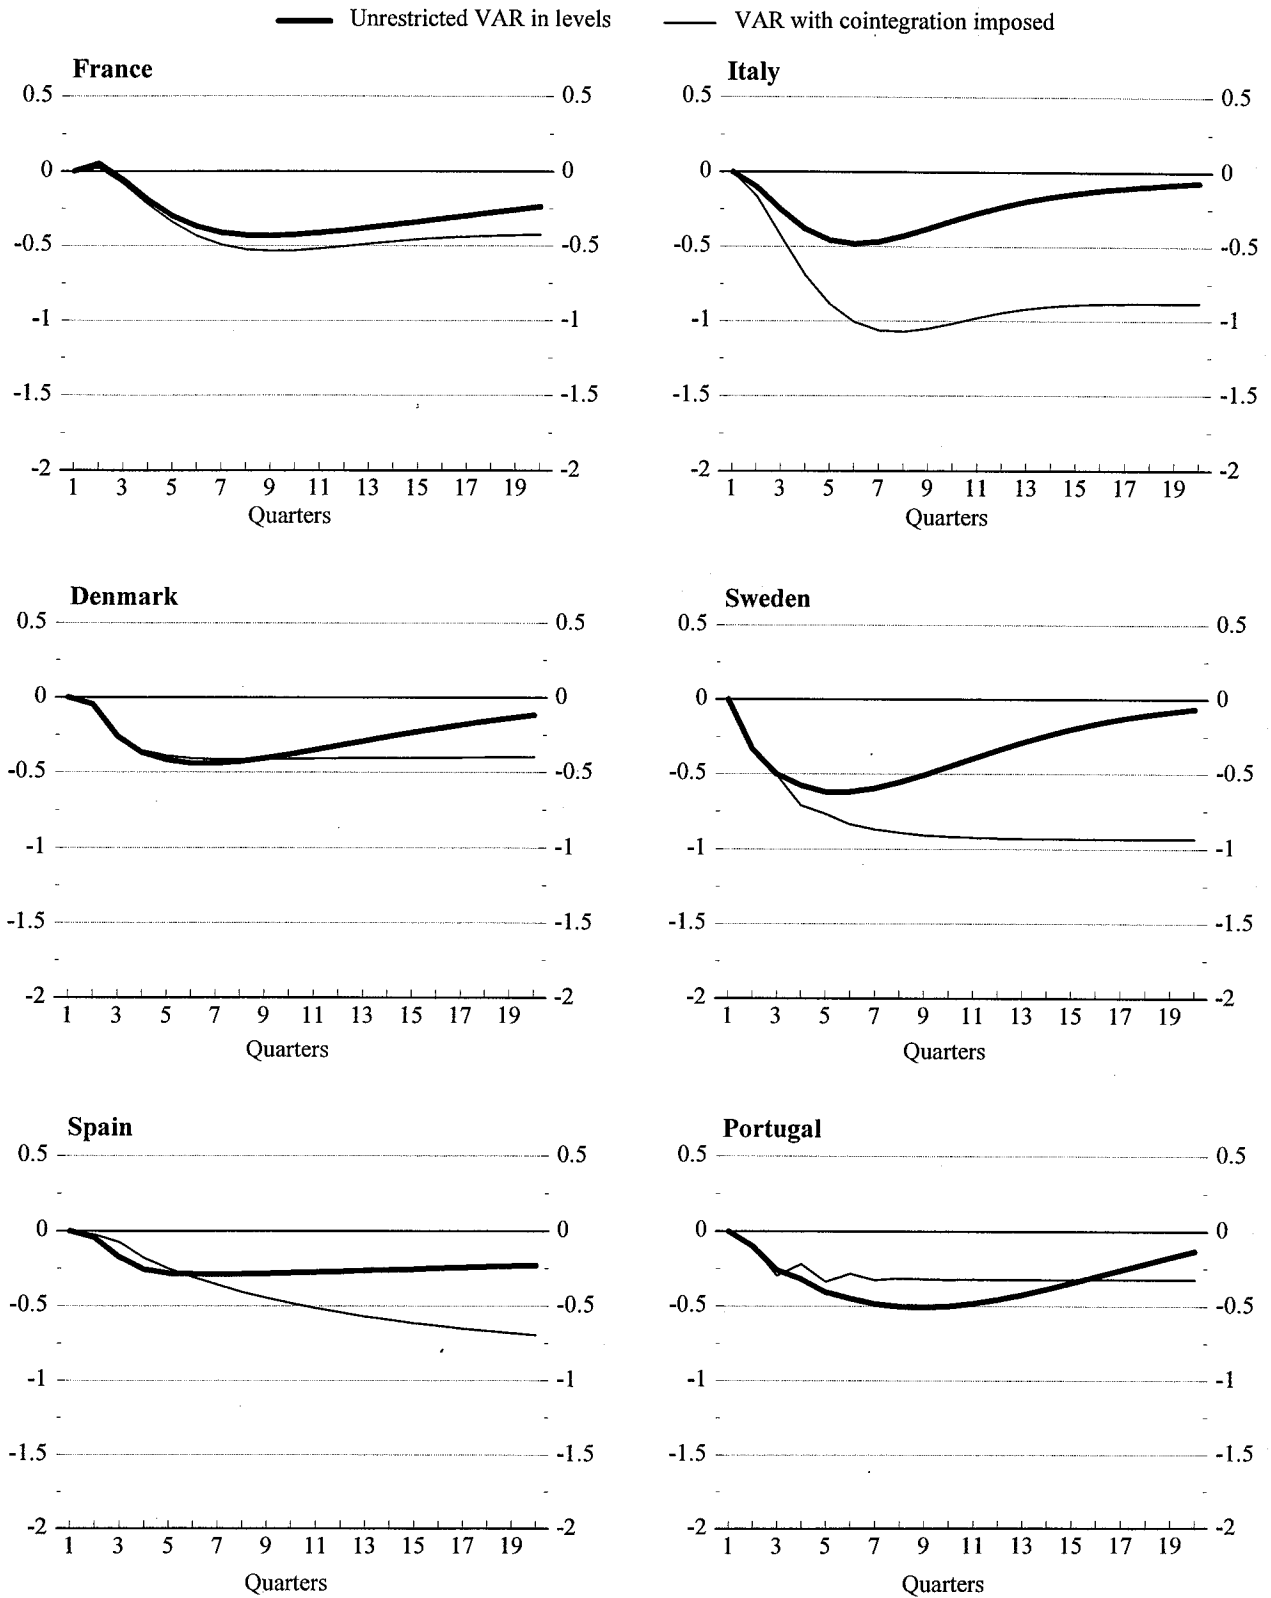 Unrestricted VAR in levels VAR with cointegration imposed
France Italy
0.5 0.5 0.5 0.5
0 0 0 0
-0.5 -0.5 -0.5 -0.5
-1 -1 -1 -1
-1.5 -1.5 -1.5 -1.5
-2 -2 -2 -2
1 3 5 7 9 11 13 15 17 19 1 3 5 7 9 11 13 15 17 19
Quarters Quarters
Denmark Sweden
0.5 0.5 0.5 0.5
0 0 0 0
-0.5 -0.5 -0.5 -0.5
-1 -1 -1 -1
-1.5 -1.5 -1.5 -1.5
-2 -2 -2 -2
1 3 5 7 9 11 13 15 17 19 1 3 5 7 9 11 13 15 17 19
Quarters Quarters
Spain Portugal
0.5 0.5 0.5 0.5
0 0 0 0
-0.5 -0.5 -0.5 -0.5
-1 -1 -1 -1
-1.5 -1.5 -1.5 -1.5
-2 -2 -2 -2
1 3 5 7 9 11 13 15 17 19 1 3 5 7 9 11 13 15 17 19
Quarters Quarters